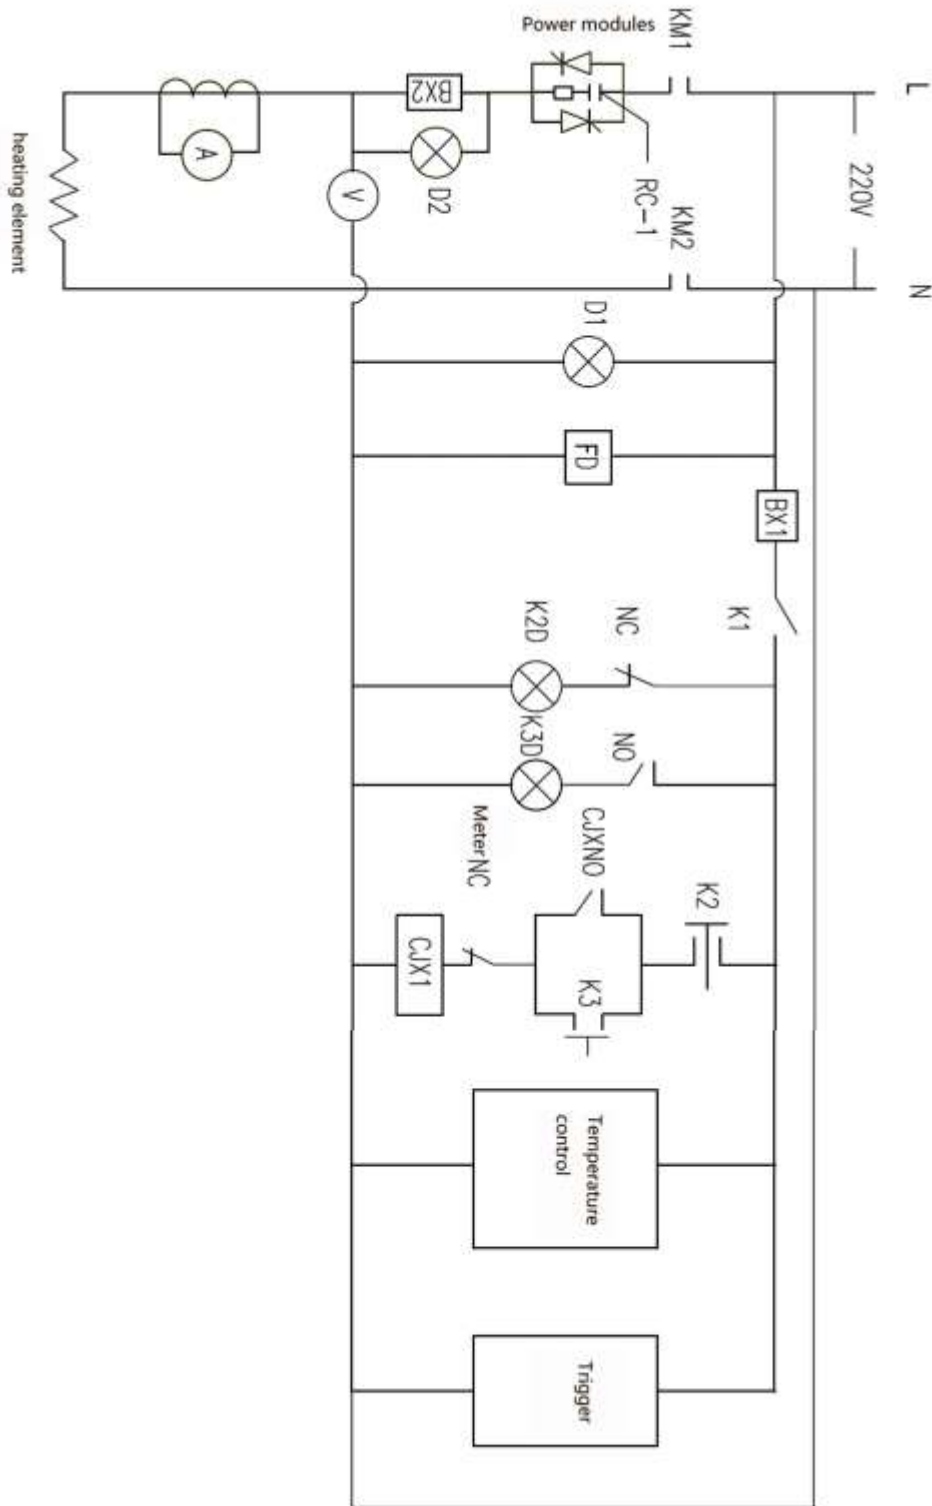 Power modules
KM1
L
BX2
A
V
D2
RC-1
KM2
220V
N
heating element
D1
FD
BX1
K1
NC
K2D
K3D
NO
CJXNO
Meter NC
K2
CJX1
K3
Temperature
control
Trigger